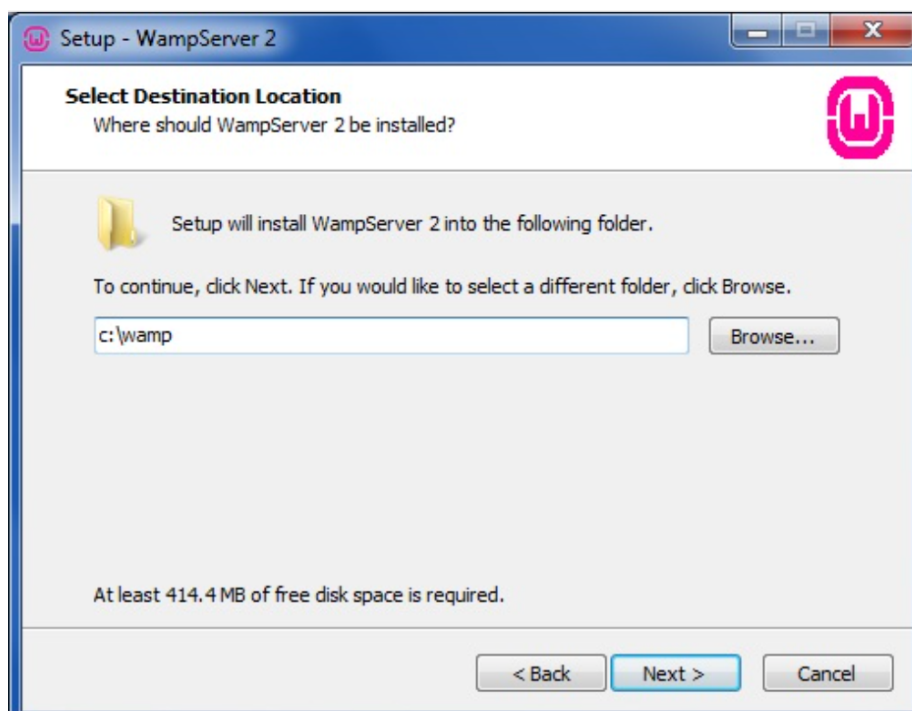 Setup - WampServer 2
Select Destination Location
Where should WampServer 2 be installed?
Setup will install WampServer 2 into the following folder.
To continue, click Next. If you would like to select a different folder, click Browse.
c:\wamp
Browse...
At least 414.4 MB of free disk space is required.
< Back
Next >
Cancel